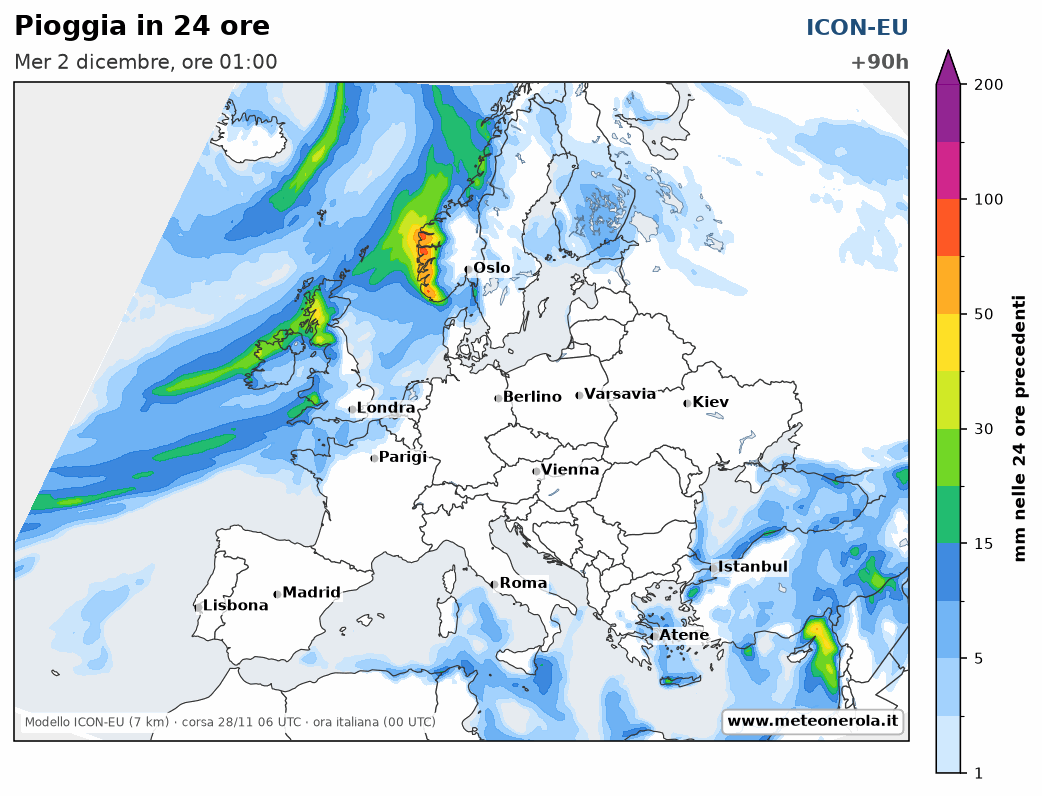 Pioggia in 24 ore
ICON-EU
Mer 2 dicembre, ore 01:00
+90h
200
100
50
30
15
5
1
mm nelle 24 ore precedenti
Oslo
Berlino
Varsavia
Kiev
Londra
Parigi
Vienna
Istanbul
Roma
Madrid
Lisbona
Atene
Modello ICON-EU (7 km) · corsa 28/11 06 UTC · ora italiana (00 UTC)
www.meteonerola.it